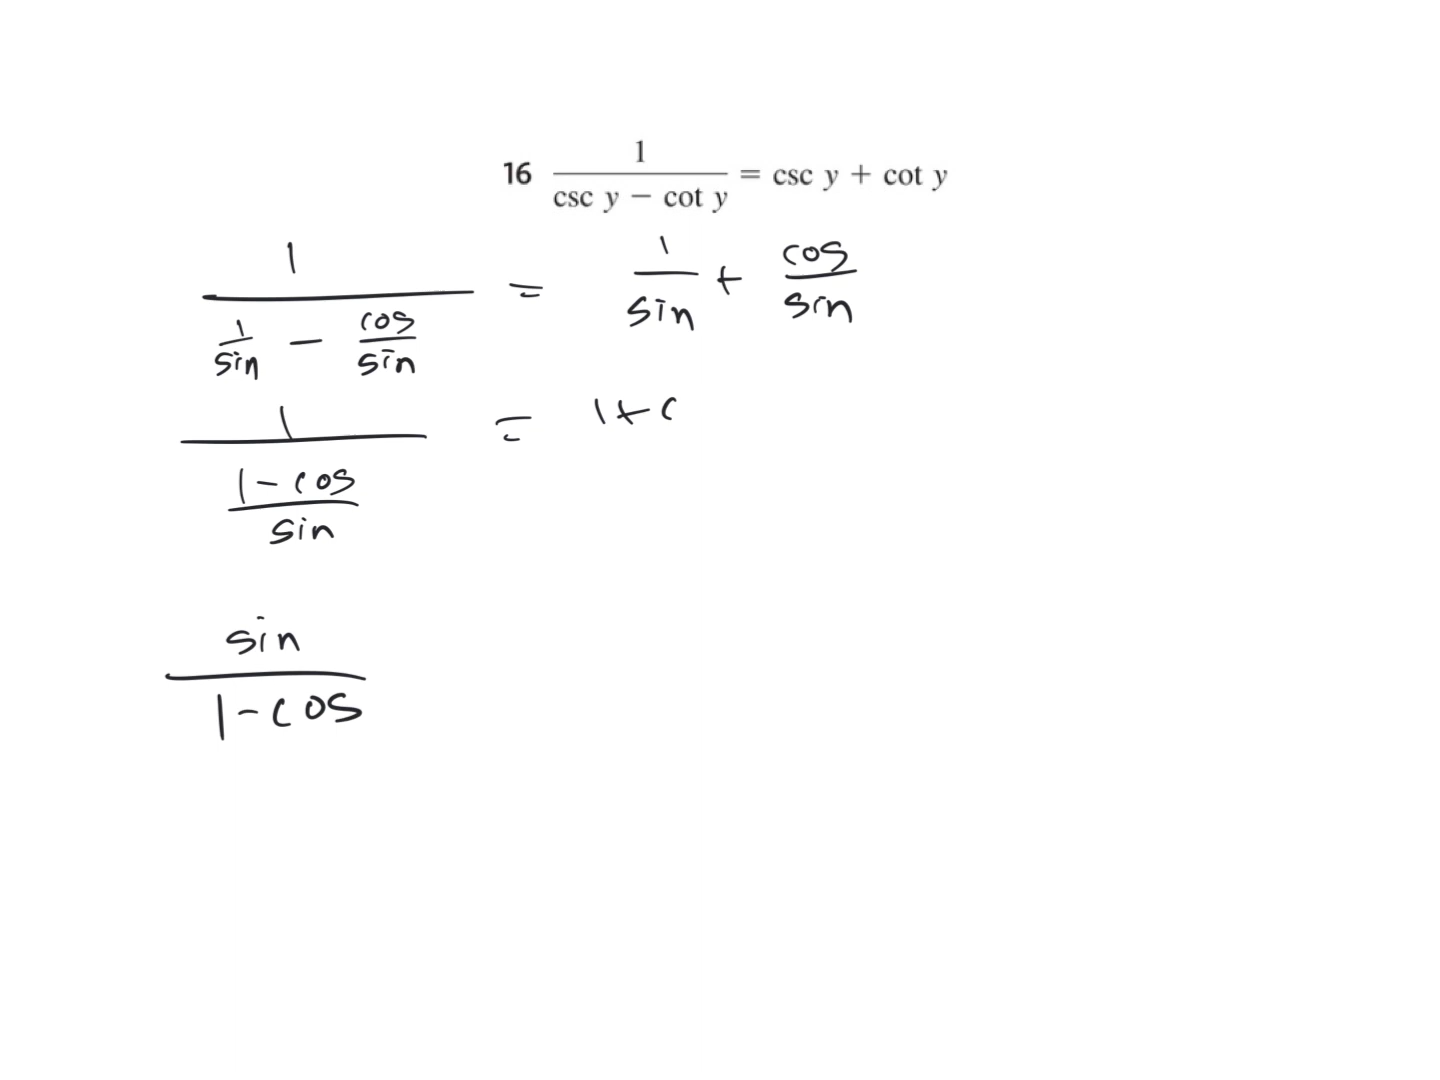 16 1/(csc y − cot y) = csc y + cot y
1/(1/sin − cos/sin) = 1/sin + cos/sin
1/((1 − cos)/sin) = 1 + c
sin/(1 − cos)